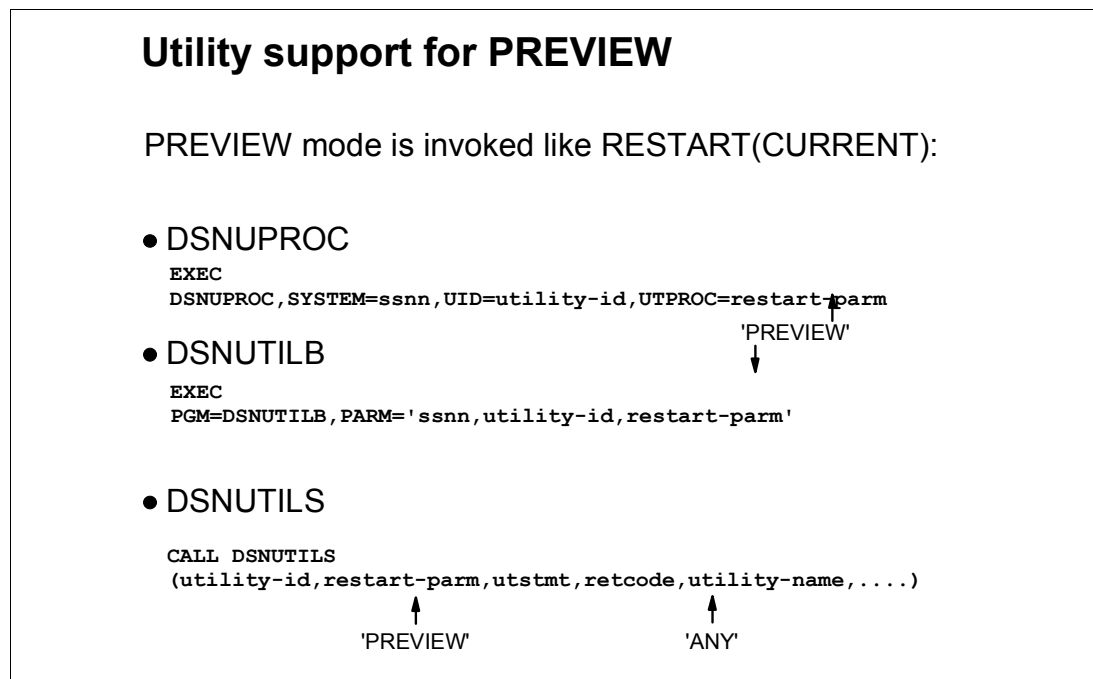 Utility support for PREVIEW
PREVIEW mode is invoked like RESTART(CURRENT):
● DSNUPROC
EXEC
DSNUPROC,SYSTEM=ssnn,UID=utility-id,UTPROC=restart-parm
'PREVIEW'
● DSNUTILB
EXEC
PGM=DSNUTILB,PARM='ssnn,utility-id,restart-parm'
● DSNUTILS
CALL DSNUTILS
(utility-id,restart-parm,utstmt,retcode,utility-name,....)
'PREVIEW' 'ANY'